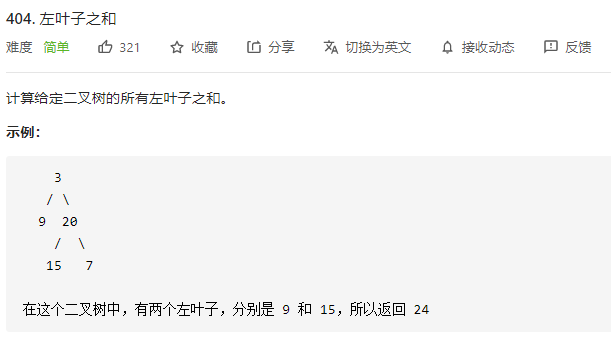 404. 左叶子之和
难度 简单 321 收藏 分享 切换为英文 接收动态 反馈
计算给定二叉树的所有左叶子之和。
示例：
3
/ \
9 20
/ \
15 7
在这个二叉树中，有两个左叶子，分别是 9 和 15，所以返回 24